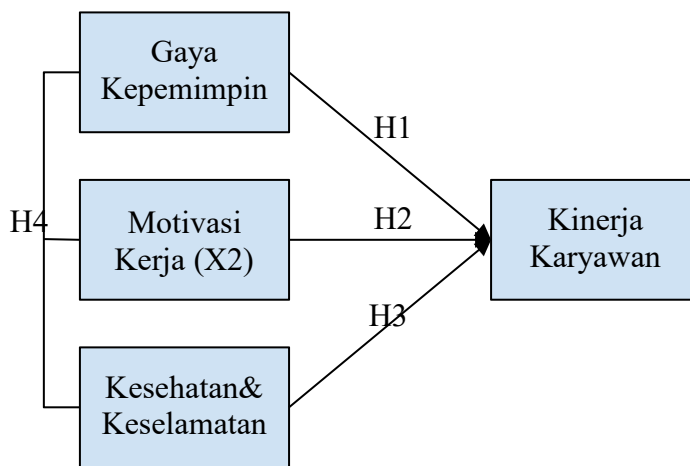 Gaya
Kepemimpin
H1
H4
Motivasi
Kerja (X2)
H2
Kinerja
Karyawan
H3
Kesehatan&
Keselamatan